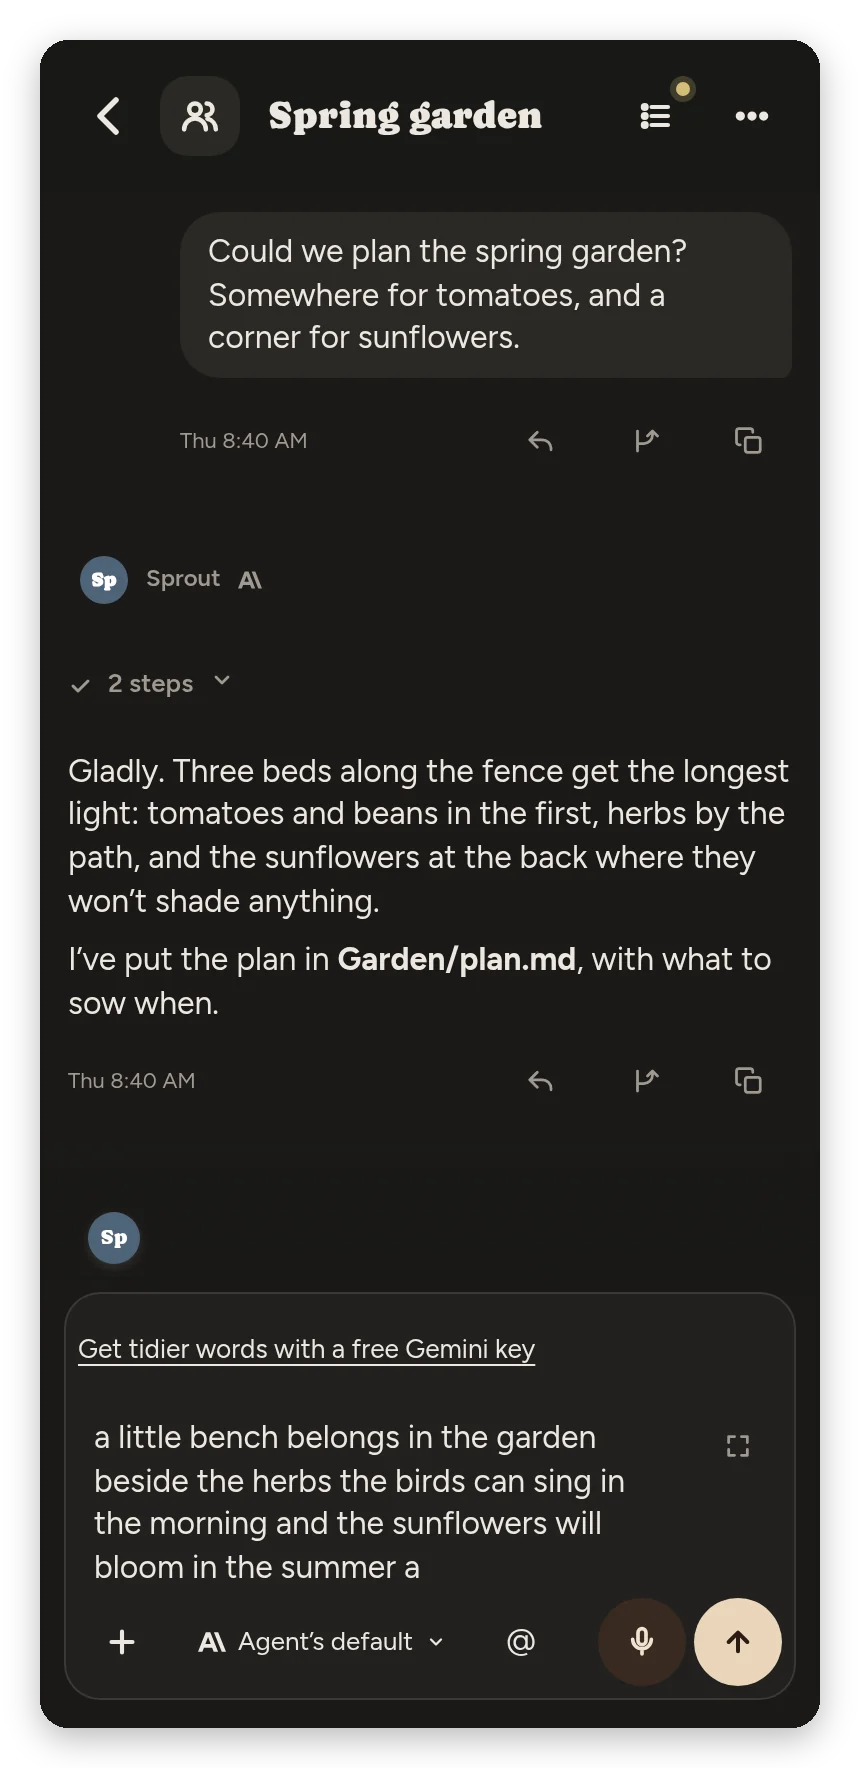 Spring garden
Could we plan the spring garden?
Somewhere for tomatoes, and a
corner for sunflowers.
Thu 8:40 AM
Sp
Sprout
2 steps
Gladly. Three beds along the fence get the longest
light: tomatoes and beans in the first, herbs by the
path, and the sunflowers at the back where they
won’t shade anything.
I’ve put the plan in Garden/plan.md, with what to
sow when.
Thu 8:40 AM
Sp
Get tidier words with a free Gemini key
a little bench belongs in the garden
beside the herbs the birds can sing in
the morning and the sunflowers will
bloom in the summer a
Agent’s default
@